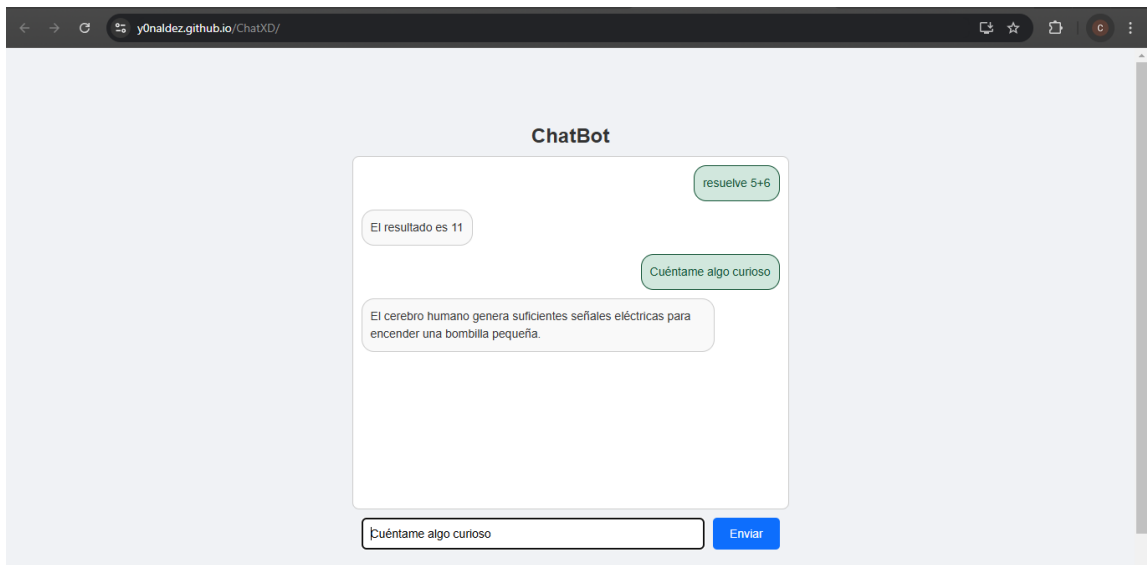 y0naldez.github.io/ChatXD/
C
ChatBot
resuelve 5+6
El resultado es 11
Cuéntame algo curioso
El cerebro humano genera suficientes señales eléctricas para
encender una bombilla pequeña.
Cuéntame algo curioso
Enviar